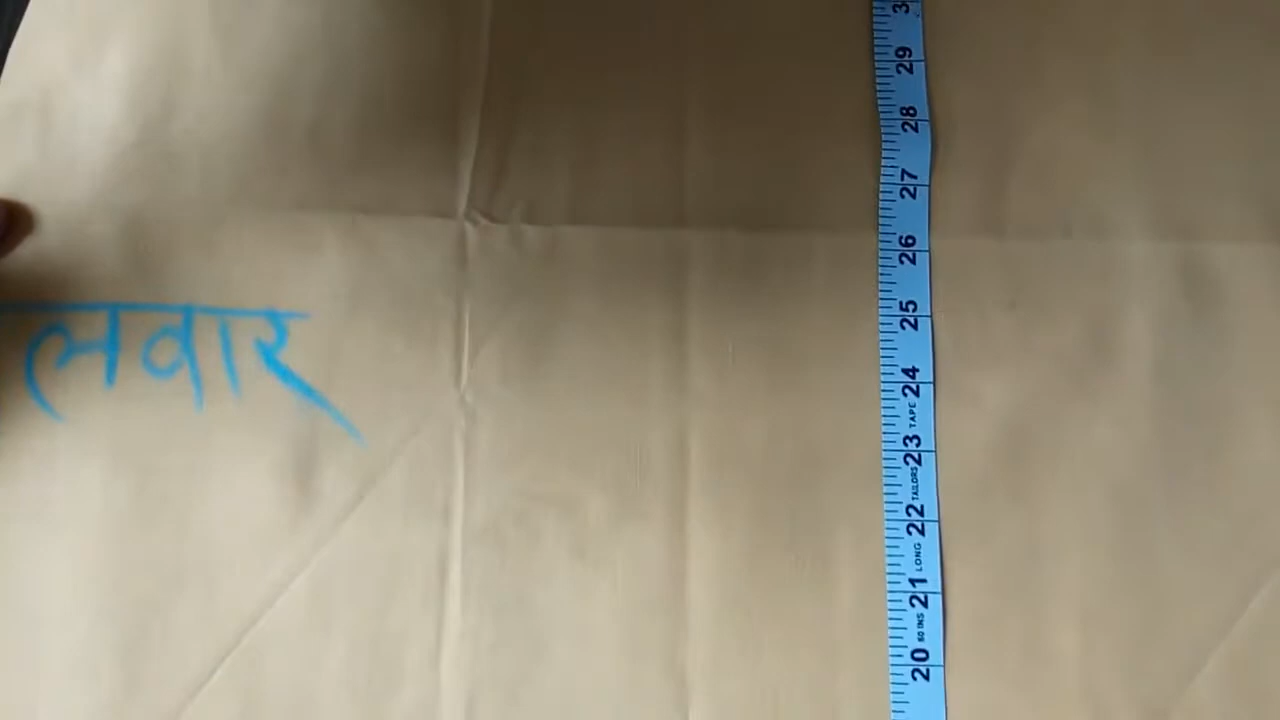 लवार
29
28
27
26
25
24
TAPE
23
TAILORS
22
LONG
21
60 INS
20